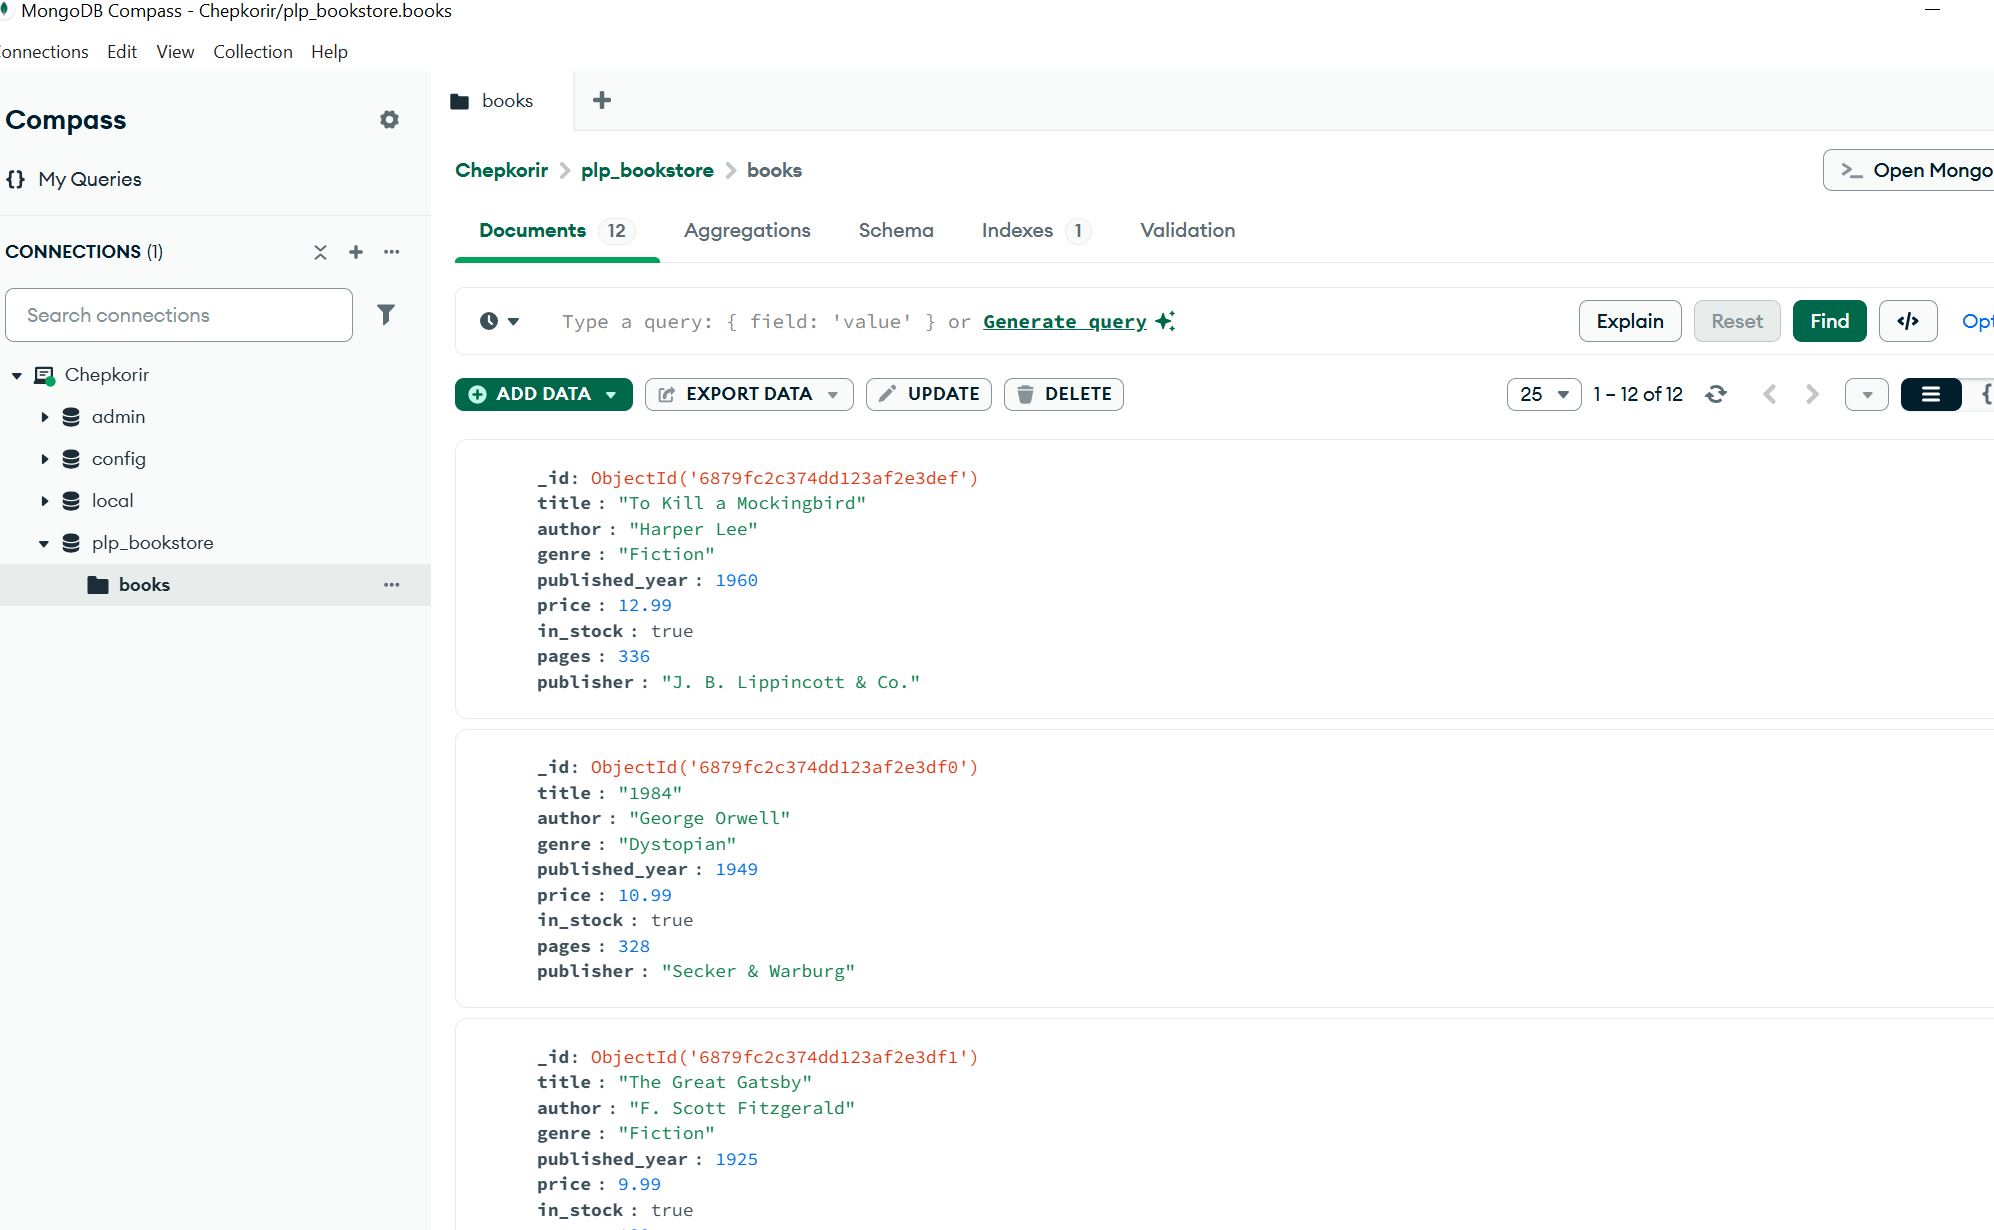 MongoDB Compass - Chepkorir/plp_bookstore.books
onnections Edit View Collection Help
Compass
{} My Queries
CONNECTIONS (1)
Search connections
Chepkorir
admin
config
local
plp_bookstore
books
books
Chepkorir > plp_bookstore > books
>_ Open Mongo
Documents 12 Aggregations Schema Indexes 1 Validation
Type a query: { field: 'value' } or Generate query
Explain Reset Find </> Opt
ADD DATA EXPORT DATA UPDATE DELETE
25 1 – 12 of 12 {
_id: ObjectId('6879fc2c374dd123af2e3def')
title : "To Kill a Mockingbird"
author : "Harper Lee"
genre : "Fiction"
published_year : 1960
price : 12.99
in_stock : true
pages : 336
publisher : "J. B. Lippincott & Co."
_id: ObjectId('6879fc2c374dd123af2e3df0')
title : "1984"
author : "George Orwell"
genre : "Dystopian"
published_year : 1949
price : 10.99
in_stock : true
pages : 328
publisher : "Secker & Warburg"
_id: ObjectId('6879fc2c374dd123af2e3df1')
title : "The Great Gatsby"
author : "F. Scott Fitzgerald"
genre : "Fiction"
published_year : 1925
price : 9.99
in_stock : true